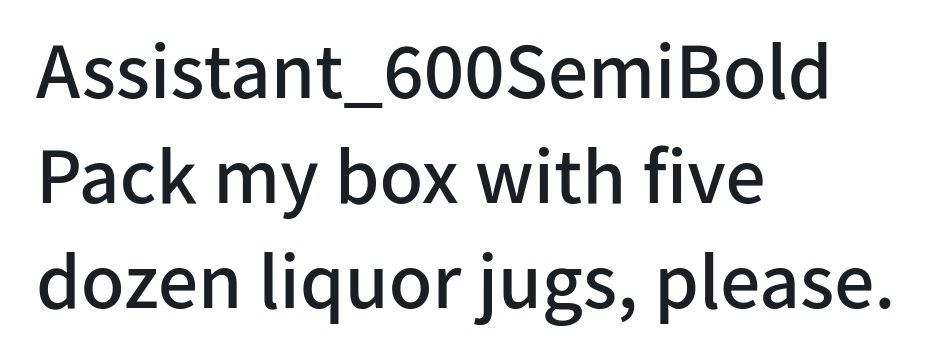 Assistant_600SemiBold
Pack my box with five
dozen liquor jugs, please.